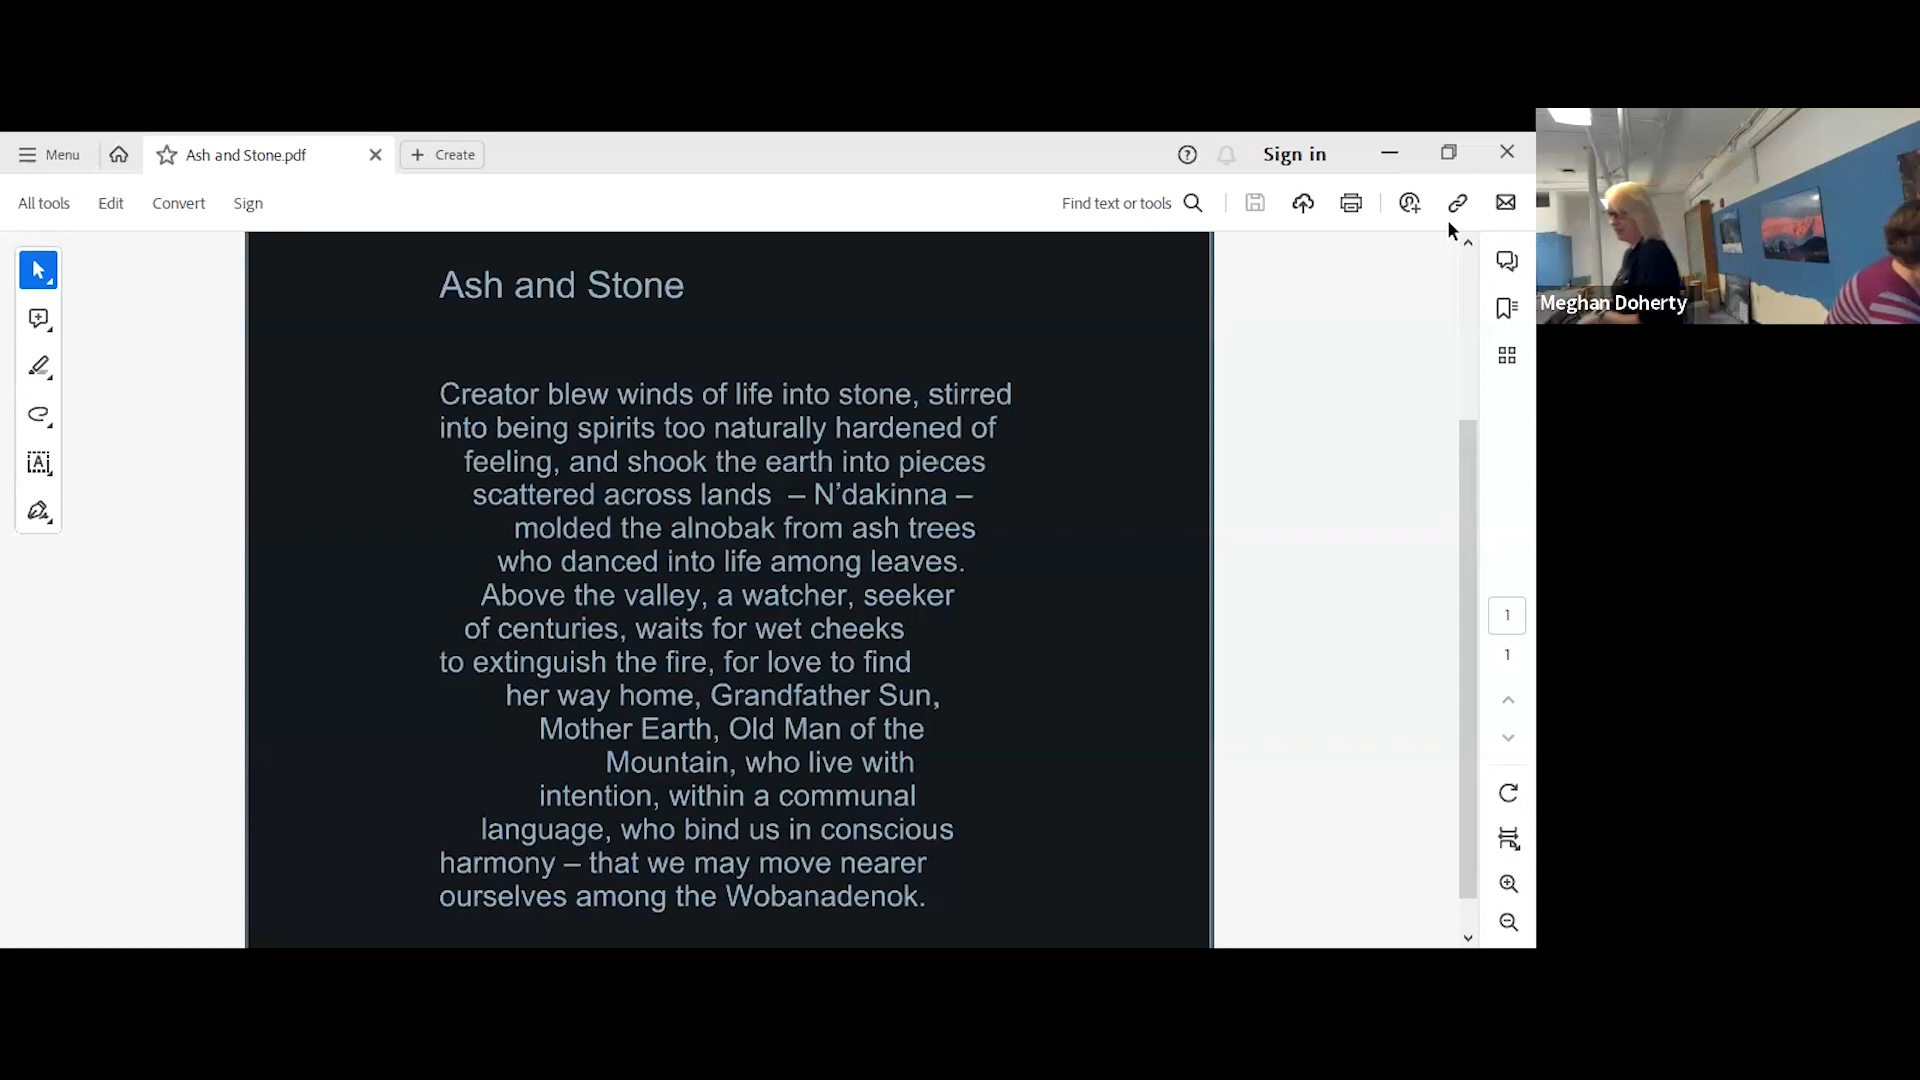 Menu
Ash and Stone.pdf
Create
Sign in
All tools
Edit
Convert
Sign
Find text or tools
Meghan Doherty
Ash and Stone
Creator blew winds of life into stone, stirred
into being spirits too naturally hardened of
feeling, and shook the earth into pieces
scattered across lands – N’dakinna –
molded the alnobak from ash trees
who danced into life among leaves.
Above the valley, a watcher, seeker
of centuries, waits for wet cheeks
to extinguish the fire, for love to find
her way home, Grandfather Sun,
Mother Earth, Old Man of the
Mountain, who live with
intention, within a communal
language, who bind us in conscious
harmony – that we may move nearer
ourselves among the Wobanadenok.
1
1